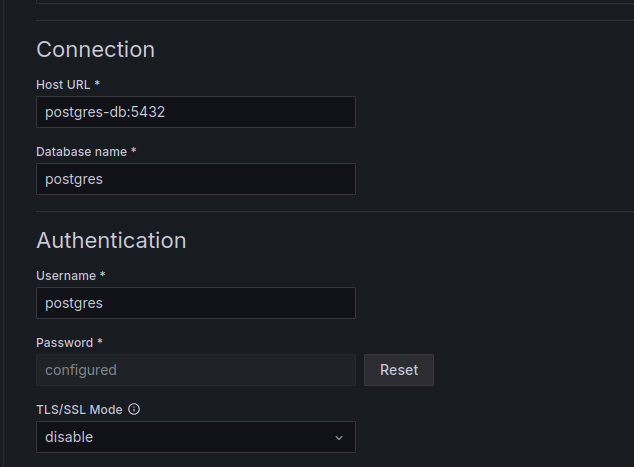 Connection
Host URL *
postgres-db:5432
Database name *
postgres
Authentication
Username *
postgres
Password *
configured
Reset
TLS/SSL Mode
disable